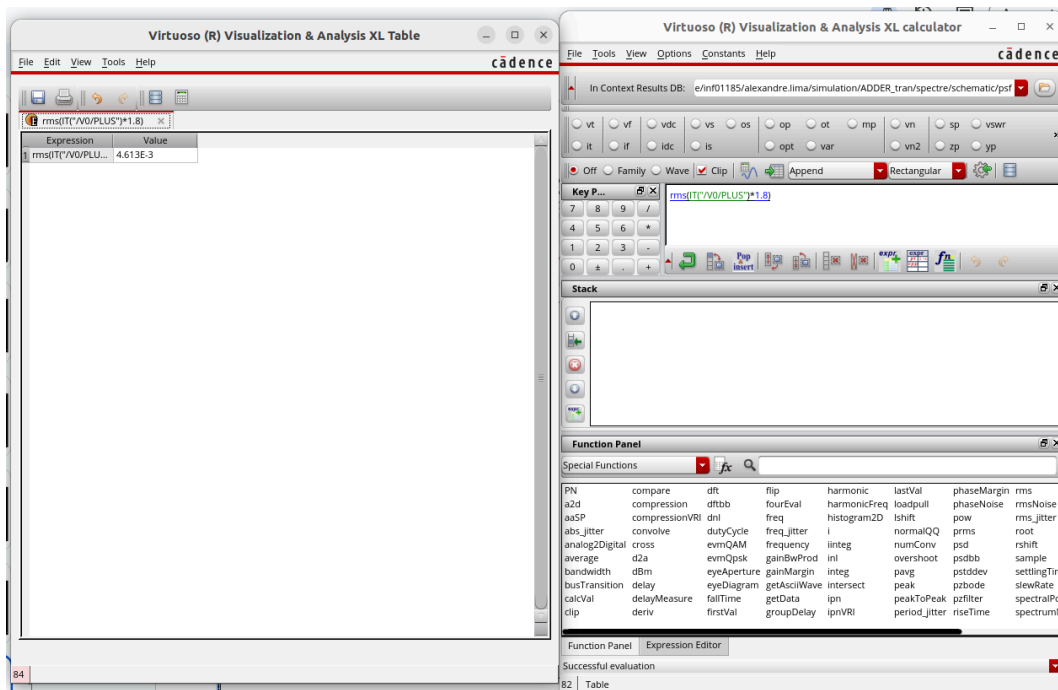 Virtuoso (R) Visualization & Analysis XL Table
File Edit View Tools Help
cādence
rms(IT("/V0/PLUS")*1.8)
Expression Value
1 rms(IT("/V0/PLU... 4.613E-3
84
Virtuoso (R) Visualization & Analysis XL calculator
File Tools View Options Constants Help
cādence
In Context Results DB: e/inf01185/alexandre.lima/simulation/ADDER_tran/spectre/schematic/psf
vt vf vdc vs os op ot mp vn sp vswr
it if idc is opt var vn2 zp yp
»
Off Family Wave Clip Append Rectangular
Key P...
7 8 9 /
4 5 6 *
1 2 3 -
0 ± . +
rms(IT("/V0/PLUS")*1.8)
Pop insert
expr
expr
fn
Stack
expr
Function Panel
Special Functions
fx
PN compare dft flip harmonic lastVal phaseMargin rms
a2d compression dftbb fourEval harmonicFreq loadpull phaseNoise rmsNoise
aaSP compressionVRI dnl freq histogram2D lshift pow rms_jitter
abs_jitter convolve dutyCycle freq_jitter i normalQQ prms root
analog2Digital cross evmQAM frequency iinteg numConv psd rshift
average d2a evmQpsk gainBwProd inl overshoot psdbb sample
bandwidth dBm eyeAperture gainMargin integ pavg pstddev settlingTir
busTransition delay eyeDiagram getAsciiWave intersect peak pzbode slewRate
calcVal delayMeasure fallTime getData ipn peakToPeak pzfilter spectralPo
clip deriv firstVal groupDelay ipnVRI period_jitter riseTime spectrum
Function Panel Expression Editor
Successful evaluation
82 Table